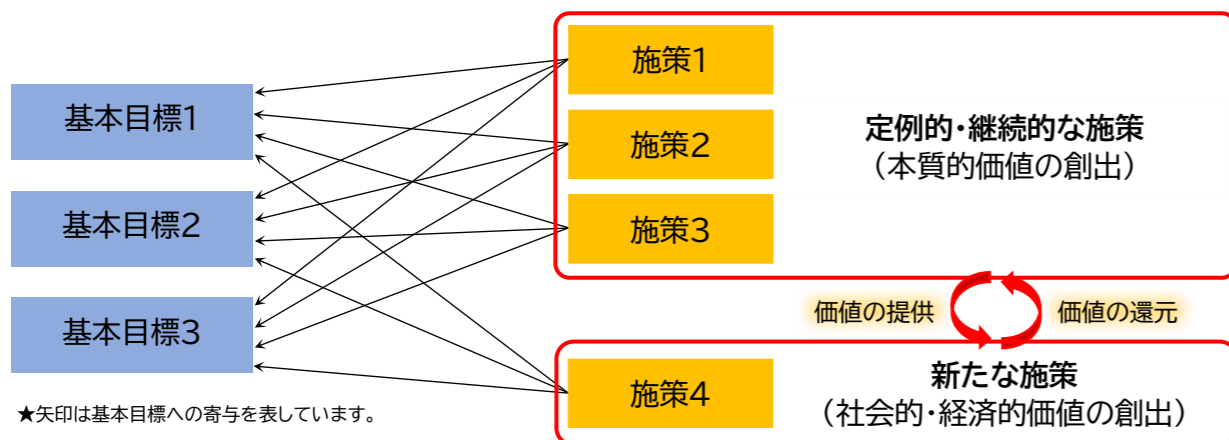 基本目標1
基本目標2
基本目標3
★矢印は基本目標への寄与を表しています。
施策1
施策2
施策3
定例的・継続的な施策
（本質的価値の創出）
価値の提供
価値の還元
施策4
新たな施策
（社会的・経済的価値の創出）